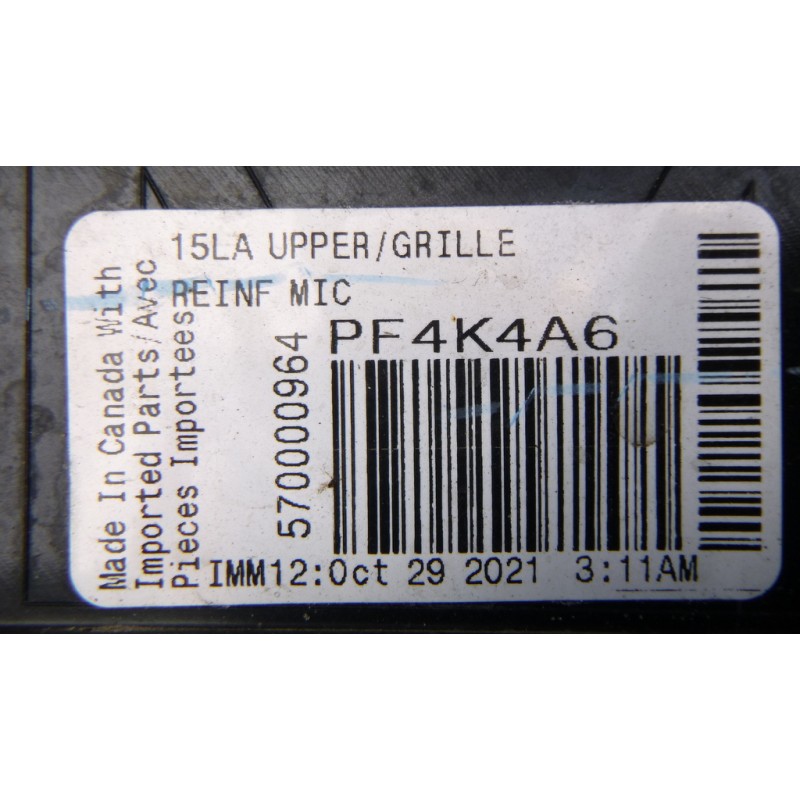 15LA UPPER/GRILLE
REINF MIC
PF4K4A6
570000964
Made In Canada With
Imported Parts/Avec
Pieces Importees
IMM12:Oct 29 2021 3:11AM